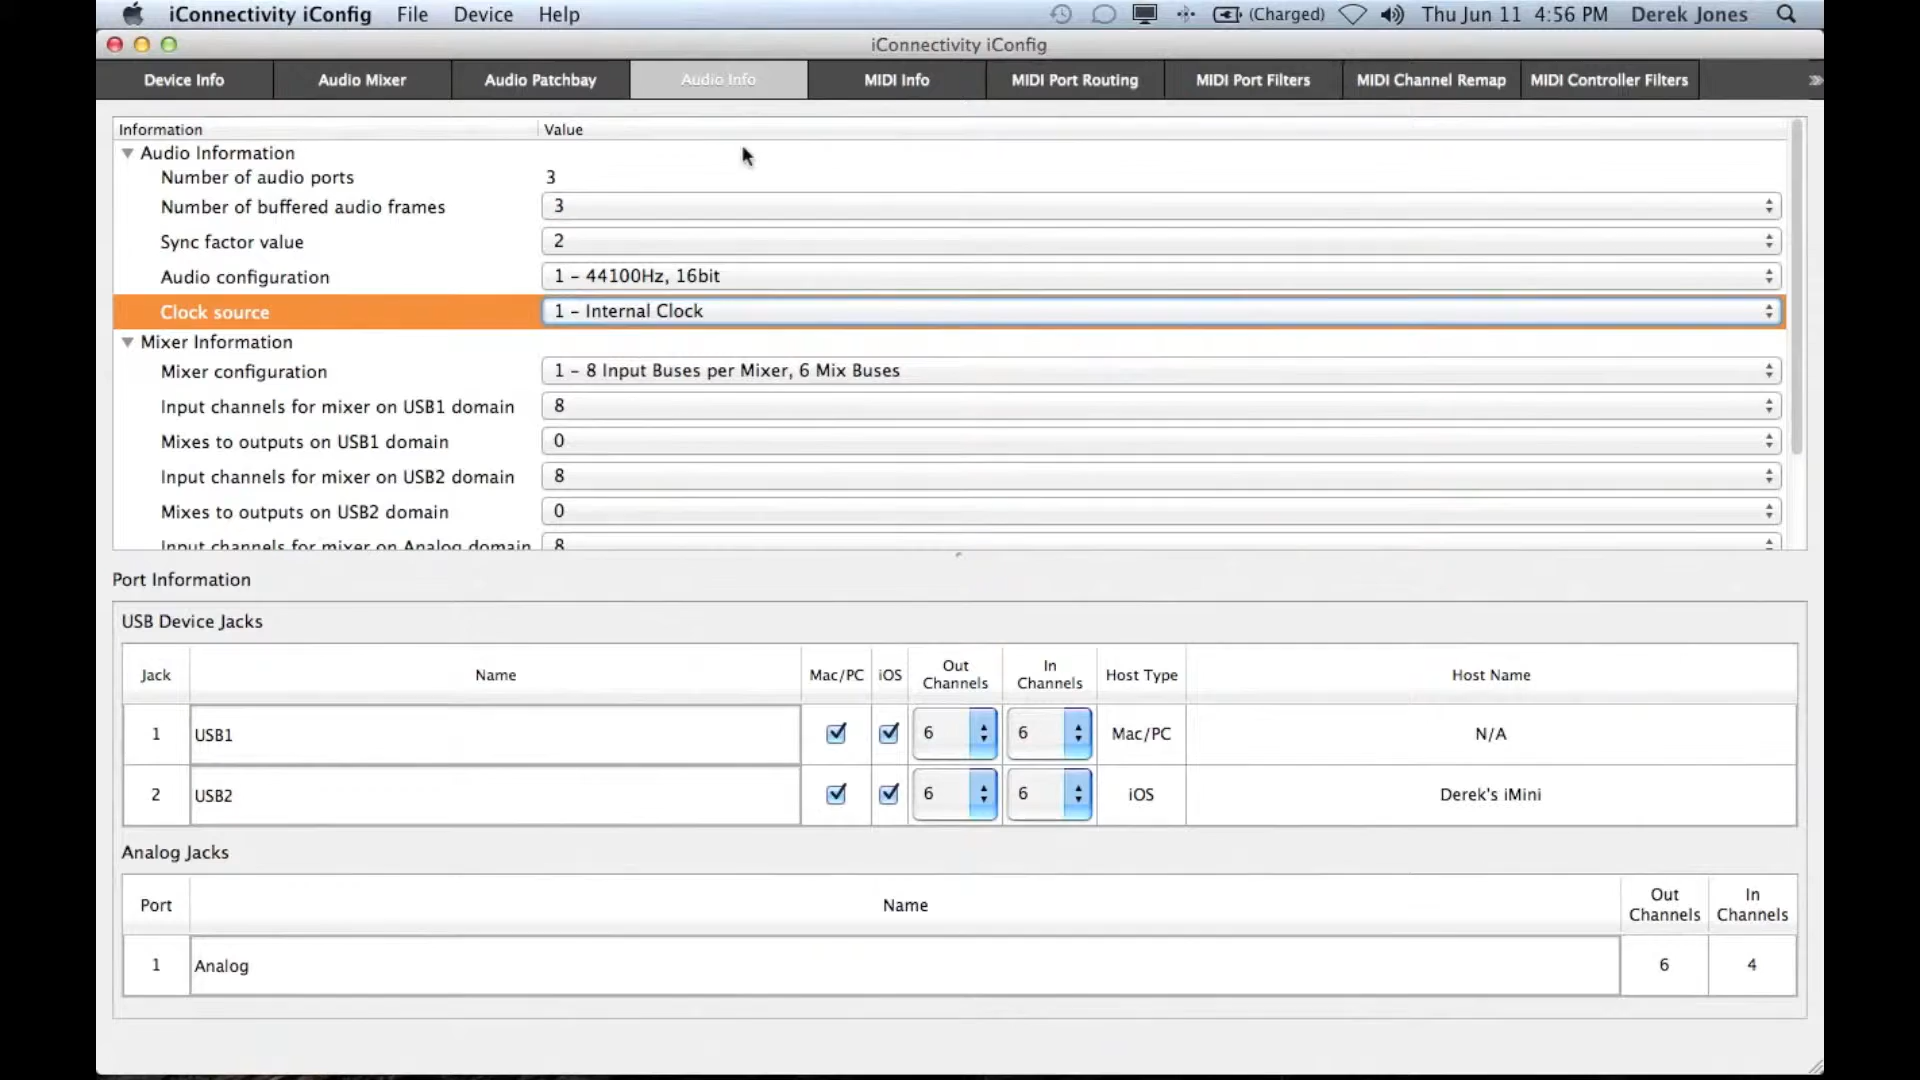 iConnectivity iConfig File Device Help (Charged) Thu Jun 11 4:56 PM Derek Jones
iConnectivity iConfig
Device Info Audio Mixer Audio Patchbay Audio Info MIDI Info MIDI Port Routing MIDI Port Filters MIDI Channel Remap MIDI Controller Filters »
Information Value
Audio Information
Number of audio ports 3
Number of buffered audio frames 3
Sync factor value 2
Audio configuration 1 – 44100Hz, 16bit
Clock source 1 – Internal Clock
Mixer Information
Mixer configuration 1 – 8 Input Buses per Mixer, 6 Mix Buses
Input channels for mixer on USB1 domain 8
Mixes to outputs on USB1 domain 0
Input channels for mixer on USB2 domain 8
Mixes to outputs on USB2 domain 0
Input channels for mixer on Analog domain 8
Port Information
USB Device Jacks
Jack Name Mac/PC iOS Out Channels In Channels Host Type Host Name
1 USB1 6 6 Mac/PC N/A
2 USB2 6 6 iOS Derek's iMini
Analog Jacks
Port Name Out Channels In Channels
1 Analog 6 4